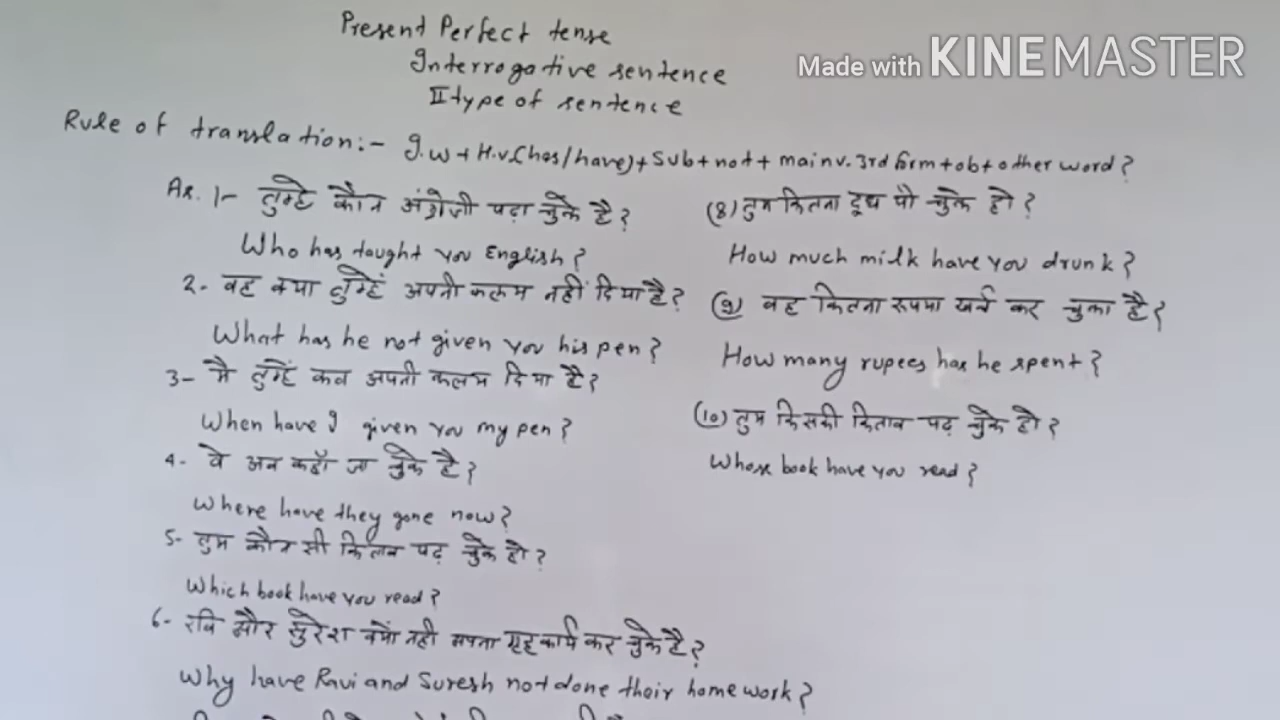 Present Perfect tense
Interrogative sentence
II type of sentence
Made with KINEMASTER
Rule of translation:- I.w + H.v.(has/have) + Sub + not + main v. 3rd form + ob + other word?
1- तुम्हे कौन अंग्रेजी पढ़ा चुके है?
Who has taught you English?
2- वह क्या तुम्हें अपनी कलम नहीं दिया है?
What has he not given you his pen?
3- मै तुम्हें कब अपनी कलम दिया है?
When have I given you my pen?
4- वे अब कहाँ जा चुके है?
Where have they gone now?
5- तुम कौन सी किताब पढ़ चुके हो?
Which book have you read?
6- रवि और सुरेश क्यों नही अपना गृहकार्य कर चुके है?
Why have Ravi and Suresh not done their home work?
(8) तुम कितना दूध पी चुके हो?
How much milk have you drunk?
(9) वह कितना रूपया खर्च कर चुका है?
How many rupees has he spent?
(10) तुम किसकी किताब पढ़ चुके हो?
Whose book have you read?